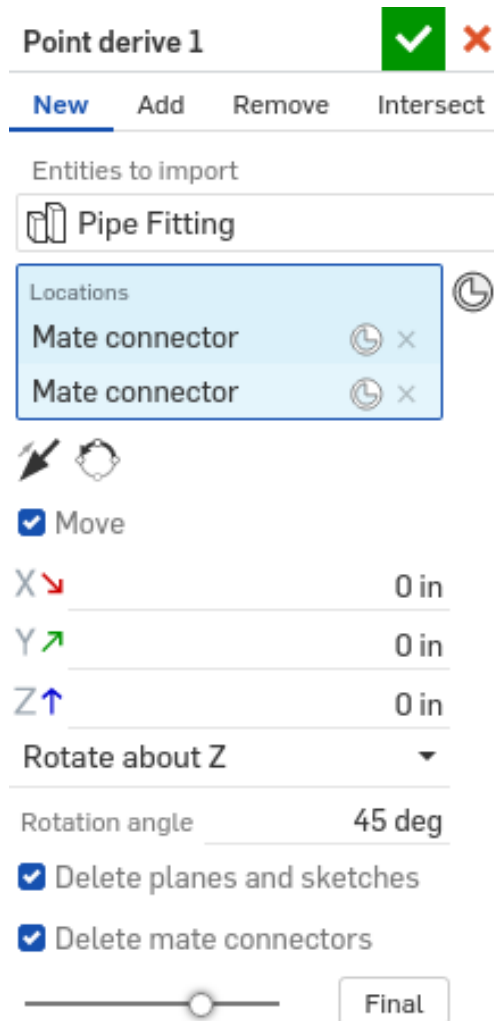 Point derive 1
New Add Remove Intersect
Entities to import
Pipe Fitting
Locations
Mate connector
Mate connector
Move
X 0 in
Y 0 in
Z 0 in
Rotate about Z
Rotation angle 45 deg
Delete planes and sketches
Delete mate connectors
Final